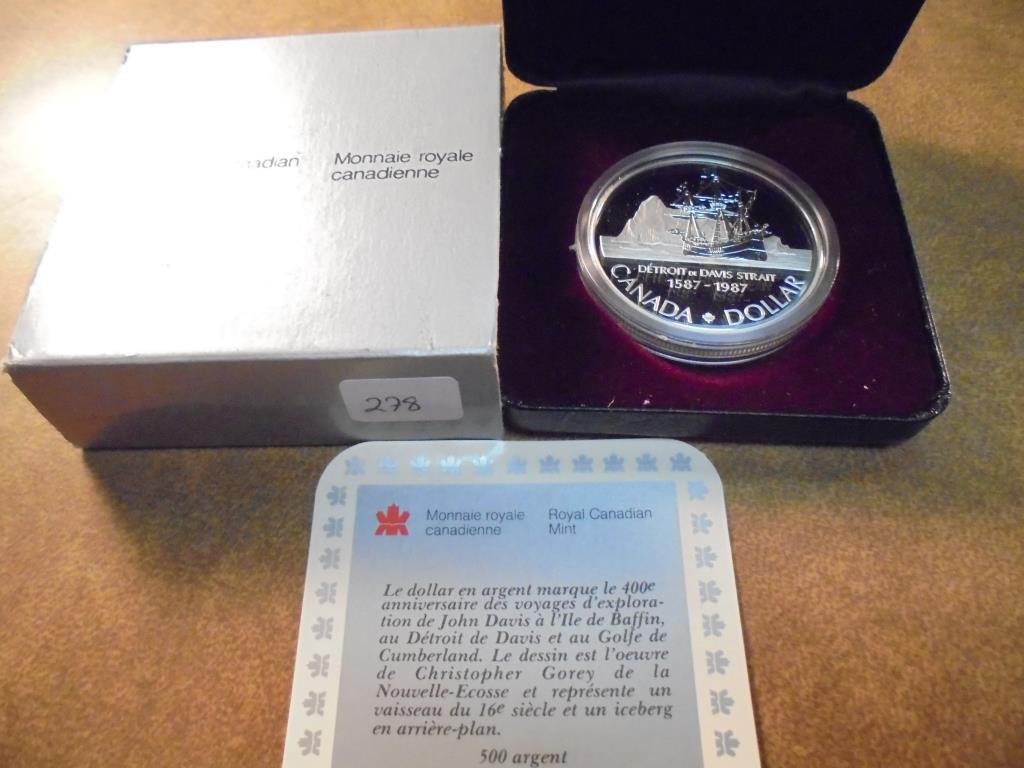 Monnaie royale
canadienne
278
DÉTROIT DE DAVIS STRAIT
1587-1987
CANADA DOLLAR
Monnaie royale
canadienne
Royal Canadian
Mint
Le dollar en argent marque le 400e
anniversaire des voyages d'explora-
tion de John Davis à l'Ile de Baffin,
au Détroit de Davis et au Golfe de
Cumberland. Le dessin est l'oeuvre
de Christopher Gorey de la
Nouvelle-Ecosse et représente un
vaisseau du 16e siècle et un iceberg
en arrière-plan.
500 argent